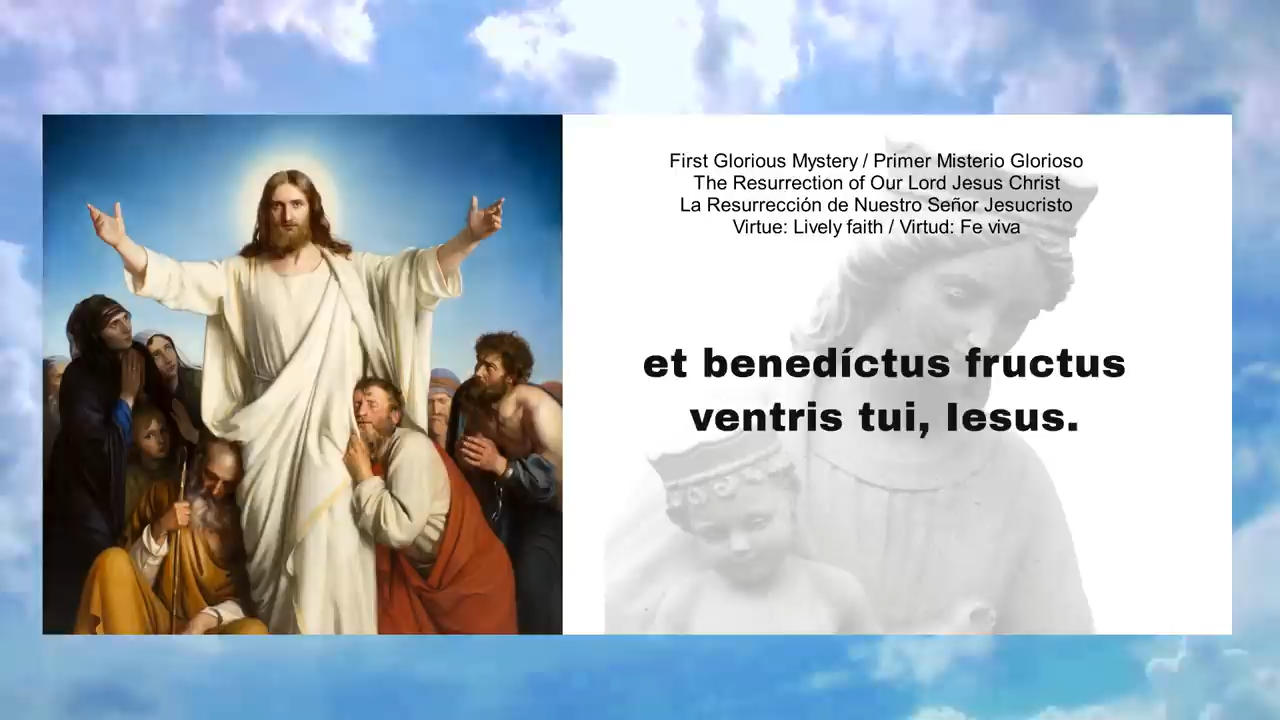 First Glorious Mystery / Primer Misterio Glorioso
The Resurrection of Our Lord Jesus Christ
La Resurrección de Nuestro Señor Jesucristo
Virtue: Lively faith / Virtud: Fe viva
et benedíctus fructus
ventris tui, Iesus.